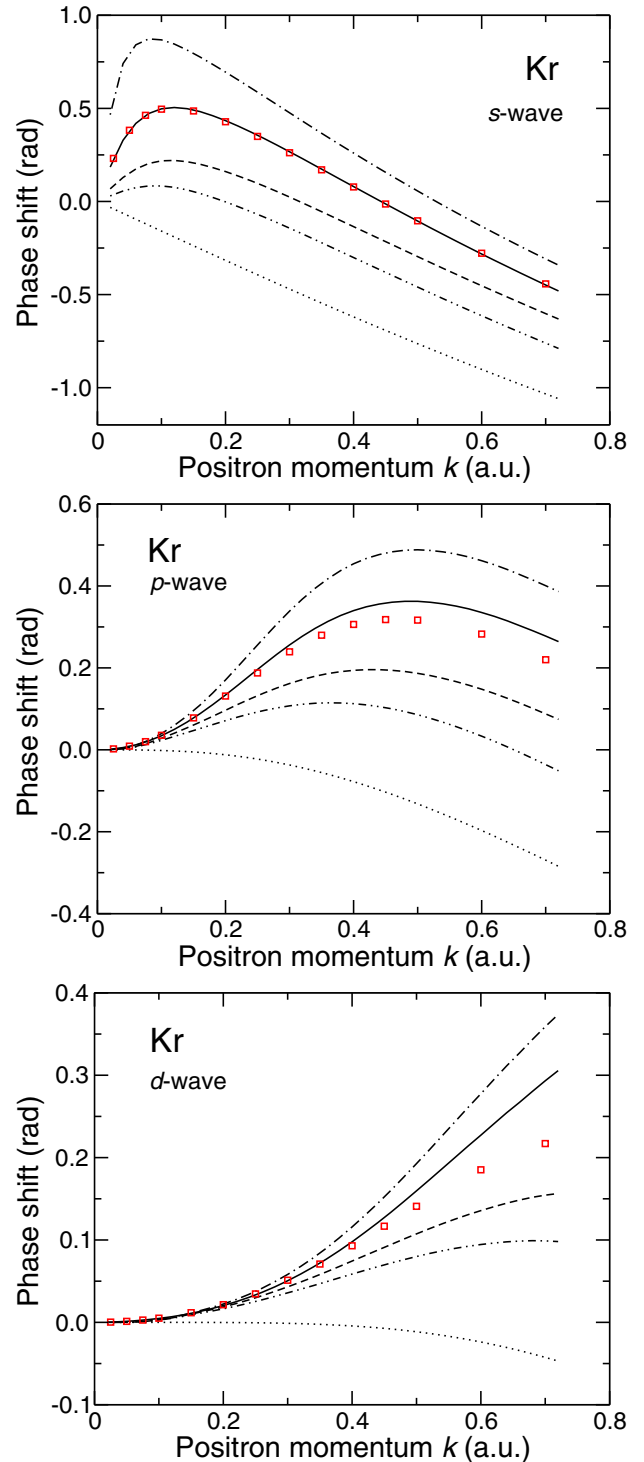 Kr
s-wave
1.0
0.5
0.0
-0.5
-1.0
Phase shift (rad)
0
0.2
0.4
0.6
0.8
Positron momentum k (a.u.)
Kr
p-wave
0.6
0.4
0.2
0.0
-0.2
-0.4
Phase shift (rad)
0
0.2
0.4
0.6
0.8
Positron momentum k (a.u.)
Kr
d-wave
0.4
0.3
0.2
0.1
0.0
-0.1
Phase shift (rad)
0
0.2
0.4
0.6
0.8
Positron momentum k (a.u.)